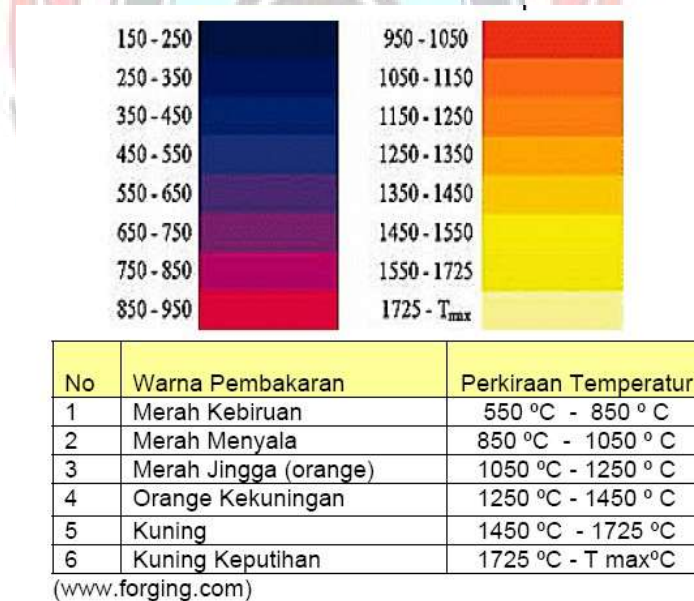 150 - 250 950 - 1050
250 - 350 1050 - 1150
350 - 450 1150 - 1250
450 - 550 1250 - 1350
550 - 650 1350 - 1450
650 - 750 1450 - 1550
750 - 850 1550 - 1725
850 - 950 1725 - Tmax
No Warna Pembakaran Perkiraan Temperatur
1 Merah Kebiruan 550 ºC - 850 º C
2 Merah Menyala 850 ºC - 1050 º C
3 Merah Jingga (orange) 1050 ºC - 1250 º C
4 Orange Kekuningan 1250 ºC - 1450 º C
5 Kuning 1450 ºC - 1725 ºC
6 Kuning Keputihan 1725 ºC - T maxºC
(www.forging.com)